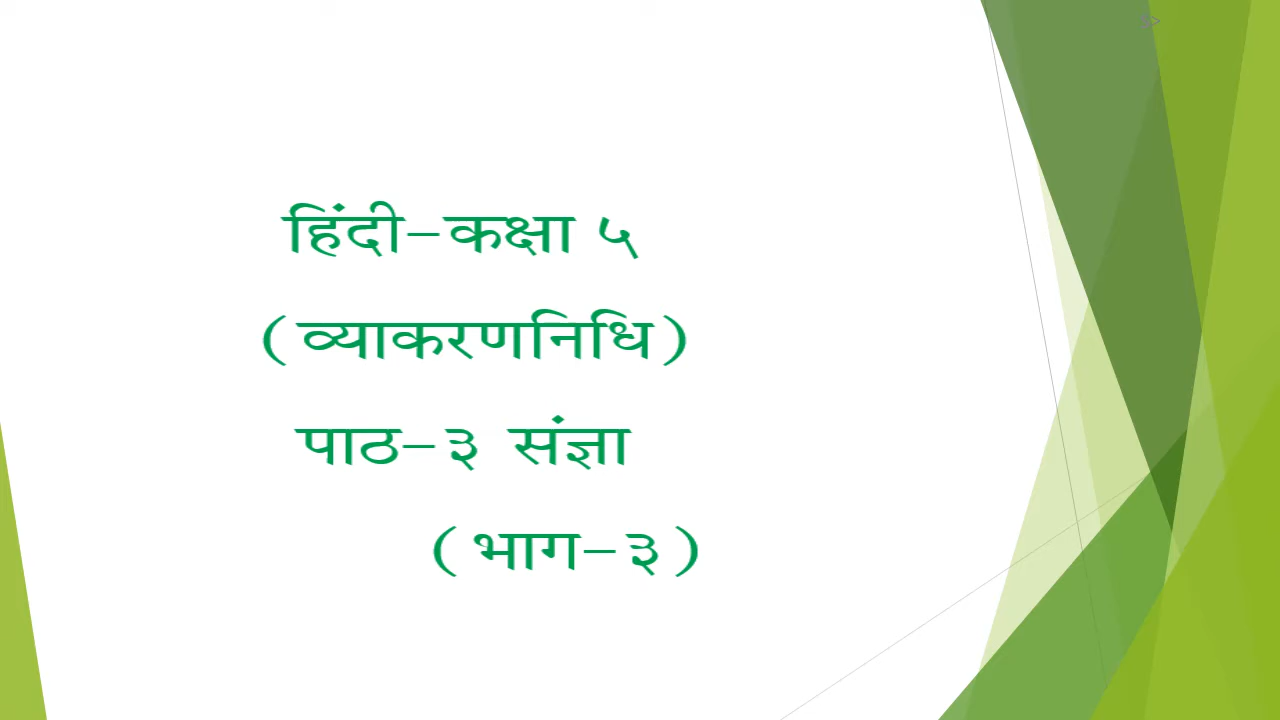 हिंदी-कक्षा ५
(व्याकरणनिधि)
पाठ-३ संज्ञा
(भाग-३)